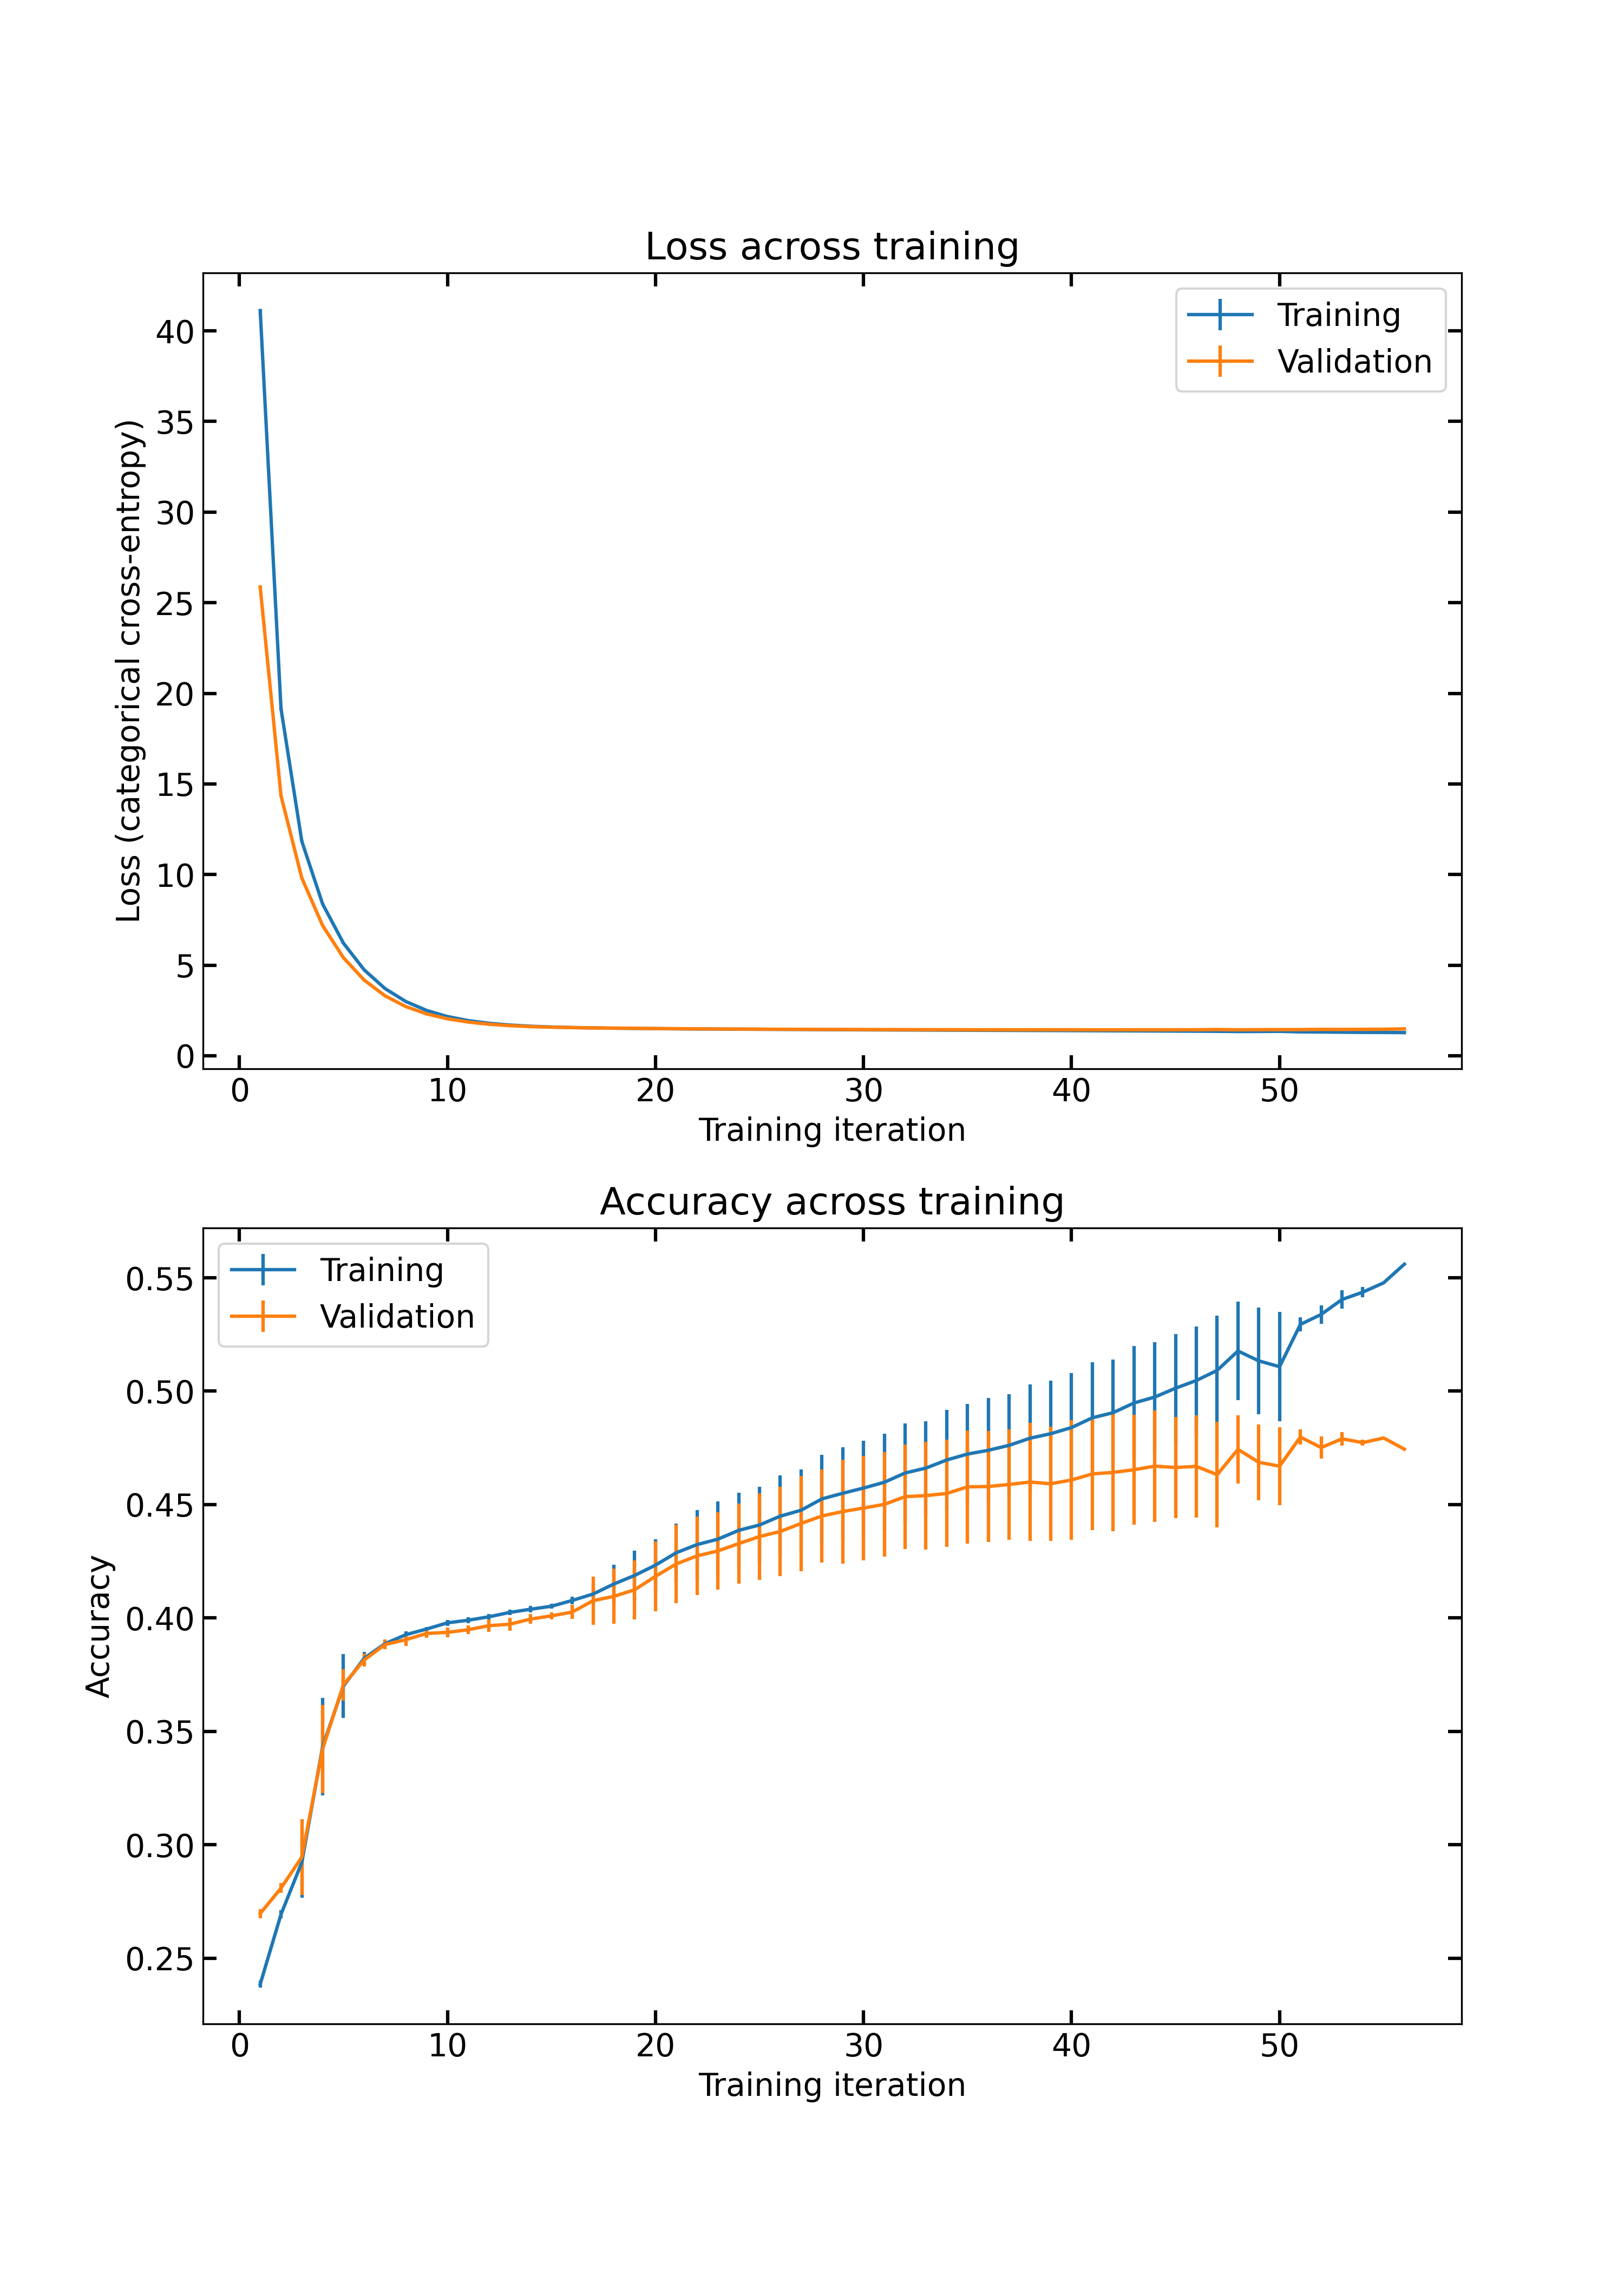 Loss across training
Training
Validation
40
35
30
25
20
15
10
5
0
Loss (categorical cross-entropy)
0 10 20 30 40 50
Training iteration
Accuracy across training
Training
Validation
0.55
0.50
0.45
0.40
0.35
0.30
0.25
Accuracy
0 10 20 30 40 50
Training iteration